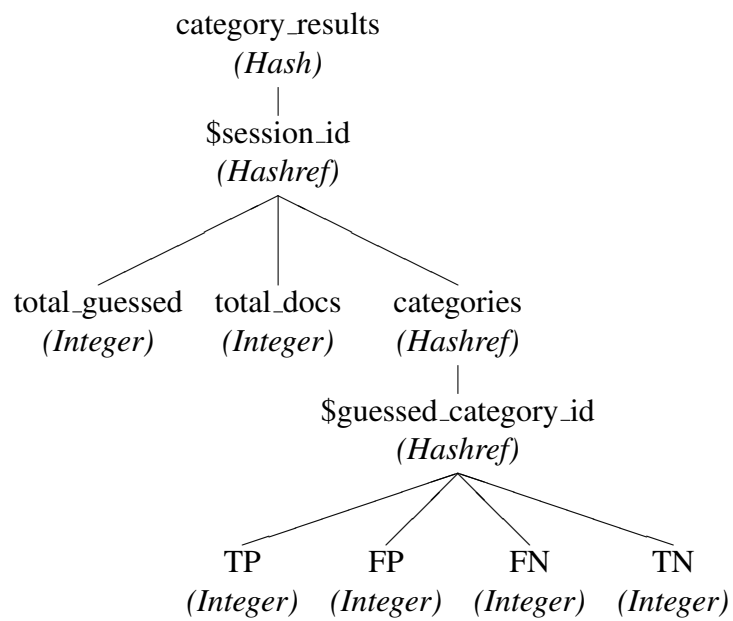 category_results
(Hash)
$session_id
(Hashref)
total_guessed total_docs categories
(Integer) (Integer) (Hashref)
$guessed_category_id
(Hashref)
TP FP FN TN
(Integer) (Integer) (Integer) (Integer)